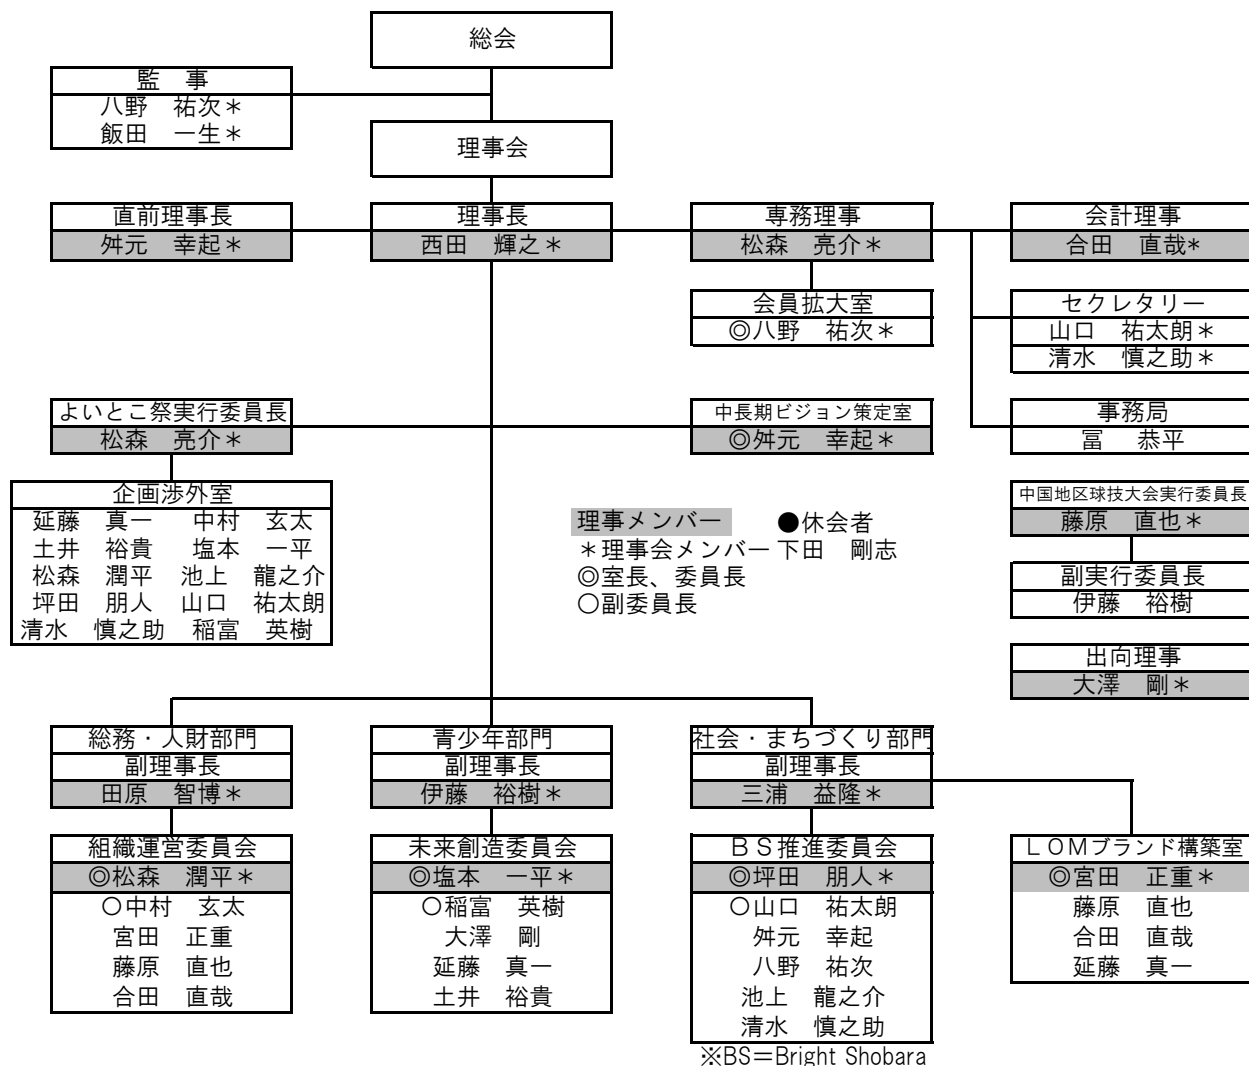 総会
監　事
八野　祐次＊
飯田　一生＊
理事会
直前理事長
舛元　幸起＊
理事長
西田　輝之＊
専務理事
松森　亮介＊
会計理事
合田　直哉*
会員拡大室
◎八野　祐次＊
セクレタリー
山口　祐太朗＊
清水　慎之助＊
よいとこ祭実行委員長
松森　亮介＊
中長期ビジョン策定室
◎舛元　幸起＊
事務局
冨　恭平
企画渉外室
延藤　真一　中村　玄太
土井　裕貴　塩本　一平
松森　潤平　池上　龍之介
坪田　朋人　山口　祐太朗
清水　慎之助　稲富　英樹
理事メンバー　●休会者
＊理事会メンバー 下田　剛志
◎室長、委員長
○副委員長
中国地区球技大会実行委員長
藤原　直也＊
副実行委員長
伊藤　裕樹
出向理事
大澤　剛＊
総務・人財部門
副理事長
田原　智博＊
青少年部門
副理事長
伊藤　裕樹＊
社会・まちづくり部門
副理事長
三浦　益隆＊
組織運営委員会
◎松森　潤平＊
○中村　玄太
宮田　正重
藤原　直也
合田　直哉
未来創造委員会
◎塩本　一平＊
○稲富　英樹
大澤　剛
延藤　真一
土井　裕貴
ＢＳ推進委員会
◎坪田　朋人＊
○山口　祐太朗
舛元　幸起
八野　祐次
池上　龍之介
清水　慎之助
※BS＝Bright Shobara
ＬＯＭブランド構築室
◎宮田　正重＊
藤原　直也
合田　直哉
延藤　真一